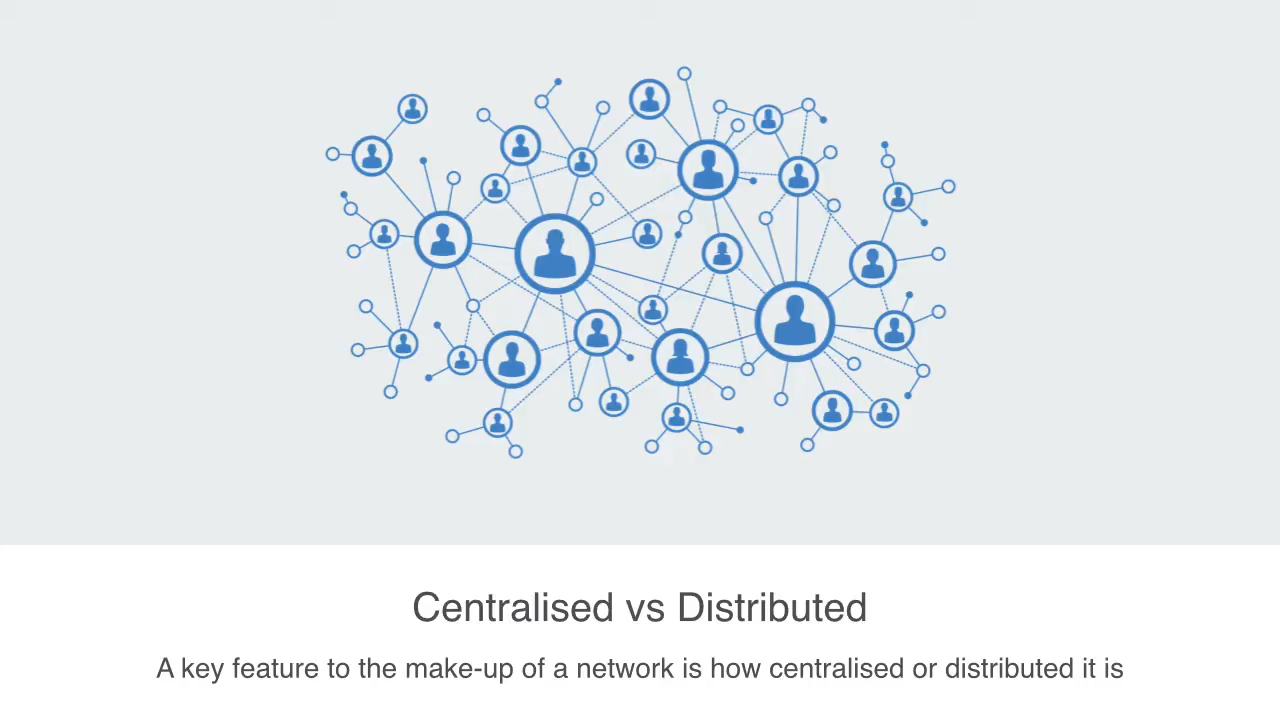 Centralised vs Distributed
A key feature to the make-up of a network is how centralised or distributed it is